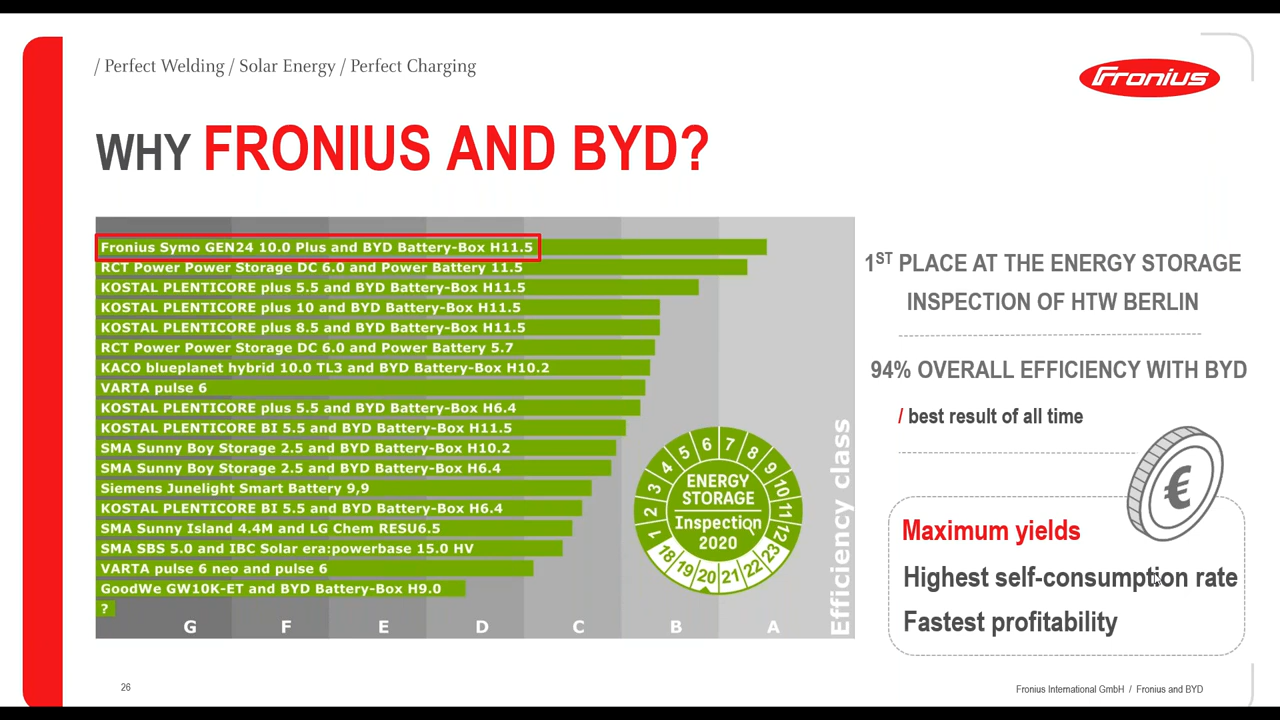 / Perfect Welding / Solar Energy / Perfect Charging
Fronius
WHY FRONIUS AND BYD?
Fronius Symo GEN24 10.0 Plus and BYD Battery-Box H11.5
RCT Power Power Storage DC 6.0 and Power Battery 11.5
KOSTAL PLENTICORE plus 5.5 and BYD Battery-Box H11.5
KOSTAL PLENTICORE plus 10 and BYD Battery-Box H11.5
KOSTAL PLENTICORE plus 8.5 and BYD Battery-Box H11.5
RCT Power Power Storage DC 6.0 and Power Battery 5.7
KACO blueplanet hybrid 10.0 TL3 and BYD Battery-Box H10.2
VARTA pulse 6
KOSTAL PLENTICORE plus 5.5 and BYD Battery-Box H6.4
KOSTAL PLENTICORE BI 5.5 and BYD Battery-Box H11.5
SMA Sunny Boy Storage 2.5 and BYD Battery-Box H10.2
SMA Sunny Boy Storage 2.5 and BYD Battery-Box H6.4
Siemens Junelight Smart Battery 9,9
KOSTAL PLENTICORE BI 5.5 and BYD Battery-Box H6.4
SMA Sunny Island 4.4M and LG Chem RESU6.5
SMA SBS 5.0 and IBC Solar era:powerbase 15.0 HV
VARTA pulse 6 neo and pulse 6
GoodWe GW10K-ET and BYD Battery-Box H9.0
?
G F E D C B A
Efficiency class
1 2 3 4 5 6 7 8 9 10 11 12
ENERGY
STORAGE
Inspection
2020
18 19 20 21 22 23
1ST PLACE AT THE ENERGY STORAGE
INSPECTION OF HTW BERLIN
94% OVERALL EFFICIENCY WITH BYD
/ best result of all time
€
Maximum yields
Highest self-consumption rate
Fastest profitability
26
Fronius International GmbH / Fronius and BYD